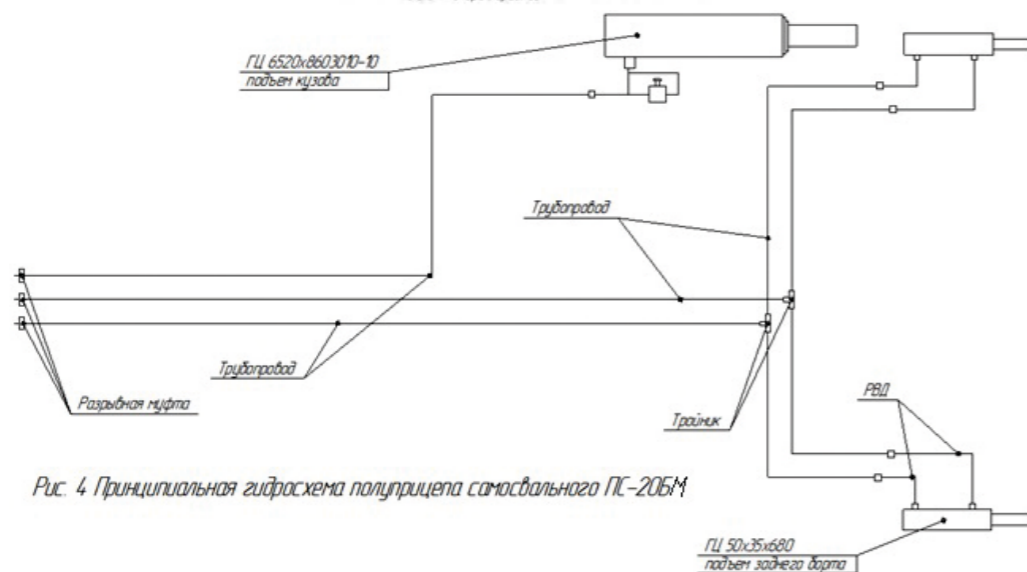 ГЦ 6520х8603010-10
подъем кузова
Трубопровод
Трубопровод
Разрывная муфта
Тройник
РВД
Рис. 4 Принципиальная гидросхема полуприцепа самосвального ПС-20БМ
ГЦ 50х35х680
подъем заднего борта